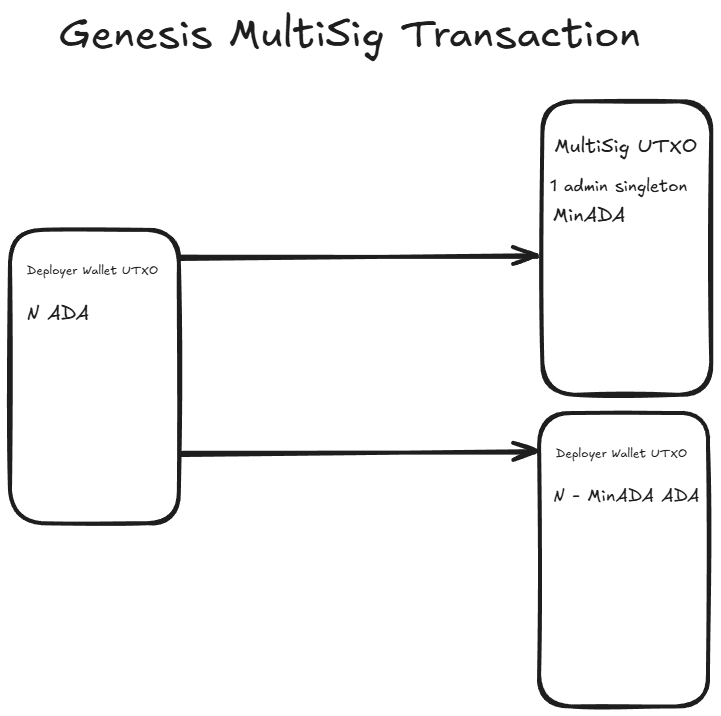 Genesis MultiSig Transaction
MultiSig UTXO
1 admin singleton
MinADA
Deployer Wallet UTXO
N ADA
Deployer Wallet UTXO
N - MinADA ADA